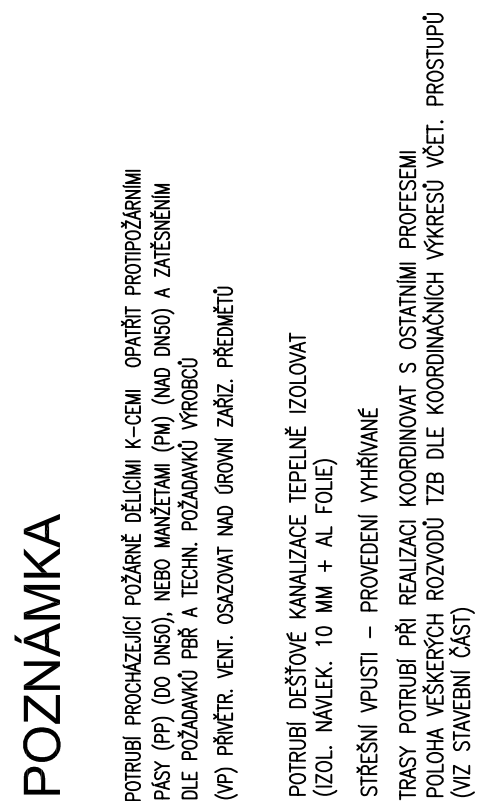 POZNÁMKA
POTRUBÍ PROCHÁZEJÍCÍ POŽÁRNĚ DĚLÍCÍMI K-CEMI OPATŘIT PROTIPOŽÁRNÍMI
PÁSY (PP) (DO DN50), NEBO MANŽETAMI (PM) (NAD DN50) A ZATĚSNĚNÍM
DLE POŽADAVKŮ PBŘ A TECHN. POŽADAVKŮ VÝROBCŮ
(VP) PŘIVĚTR. VENT. OSAZOVAT NAD ÚROVNÍ ZAŘIZ. PŘEDMĚTŮ
POTRUBÍ DEŠŤOVÉ KANALIZACE TEPELNĚ IZOLOVAT
(IZOL. NÁVLEK. 10 MM + AL FOLIE)
STŘEŠNÍ VPUSTI – PROVEDENÍ VYHŘÍVANÉ
TRASY POTRUBÍ PŘI REALIZACI KOORDINOVAT S OSTATNÍMI PROFESEMI
POLOHA VEŠKERÝCH ROZVODŮ TZB DLE KOORDINAČNÍCH VÝKRESŮ VČET. PROSTUPŮ
(VIZ STAVEBNÍ ČÁST)